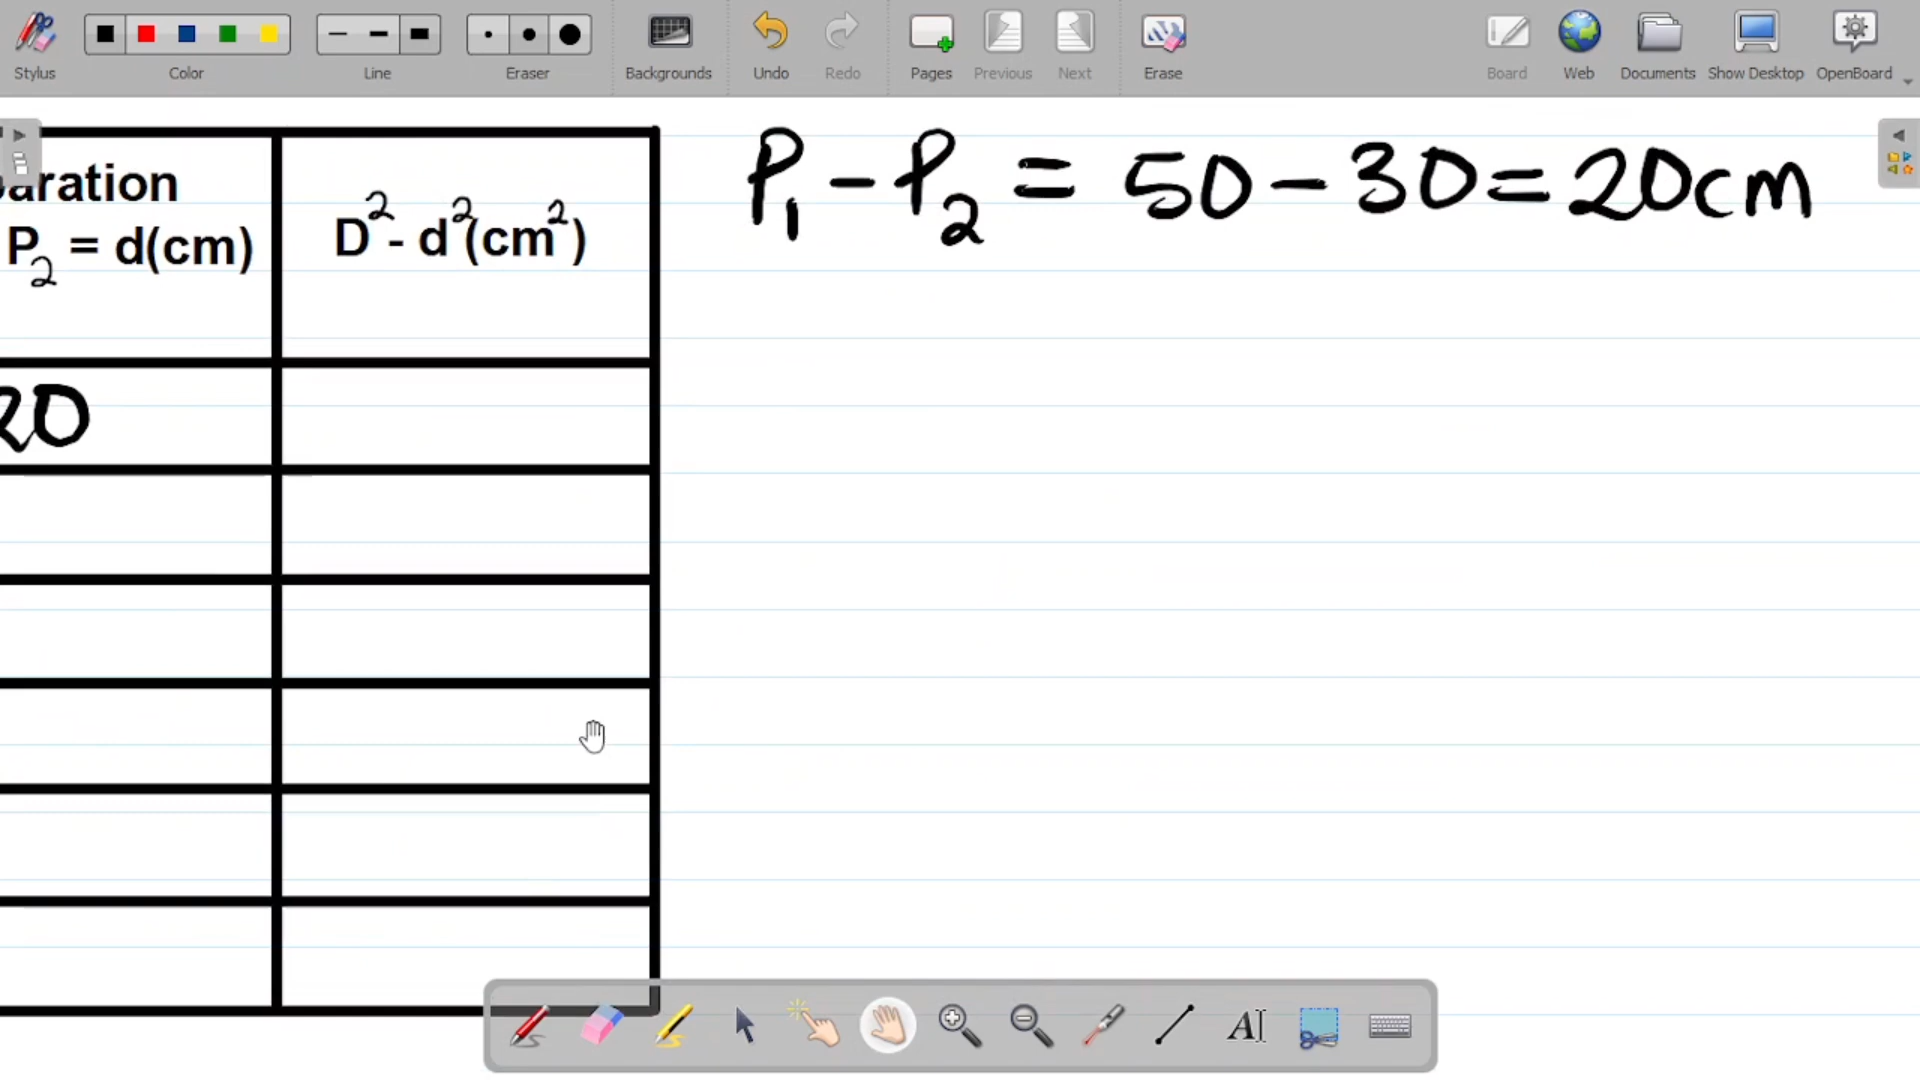 Stylus Color Line Eraser Backgrounds Undo Redo Pages Previous Next Erase Board Web Documents Show Desktop OpenBoard
P₂ = d(cm)
D² - d²(cm²)
P₁ - P₂ = 50 - 30 = 20cm
20